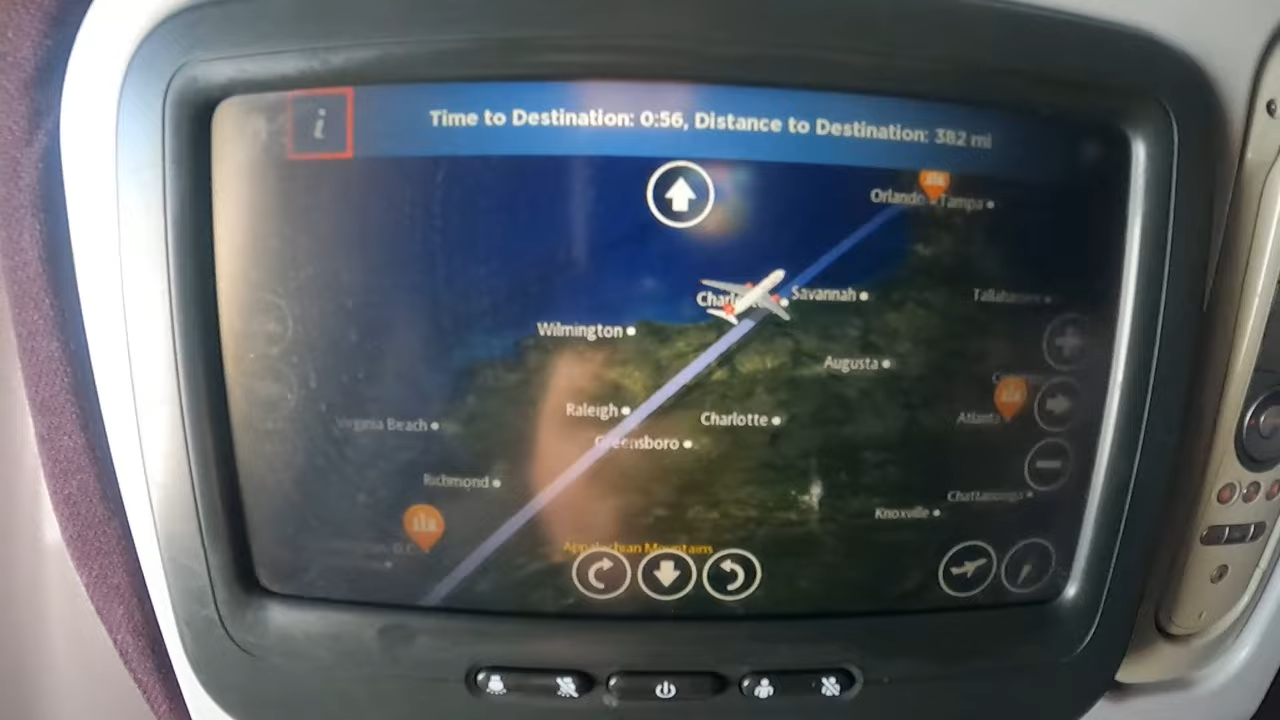 i
Time to Destination: 0:56, Distance to Destination: 382 mi
Orlando
Tampa
Savannah
Tallahassee
Wilmington
Augusta
Raleigh
Charlotte
Atlanta
Virginia Beach
Greensboro
Richmond
Chattanooga
Knoxville
Appalachian Mountains